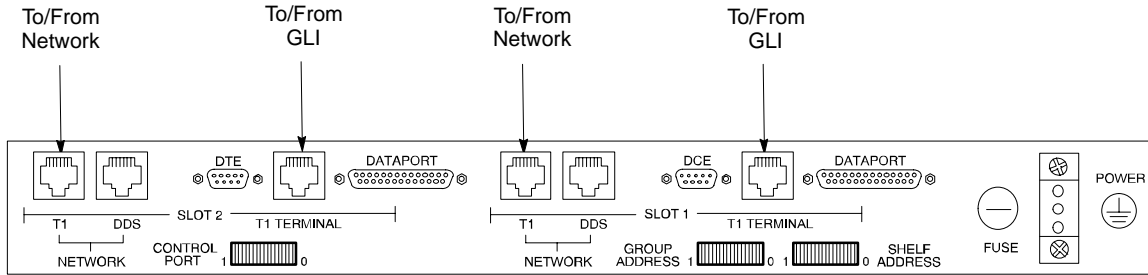 To/From
Network
To/From
GLI
To/From
Network
To/From
GLI
DTE
DATAPORT
DCE
DATAPORT
POWER
SLOT 2
SLOT 1
T1
DDS
T1 TERMINAL
T1
DDS
T1 TERMINAL
NETWORK
CONTROL
PORT
1
0
NETWORK
GROUP
ADDRESS
1
0
1
0
SHELF
ADDRESS
FUSE